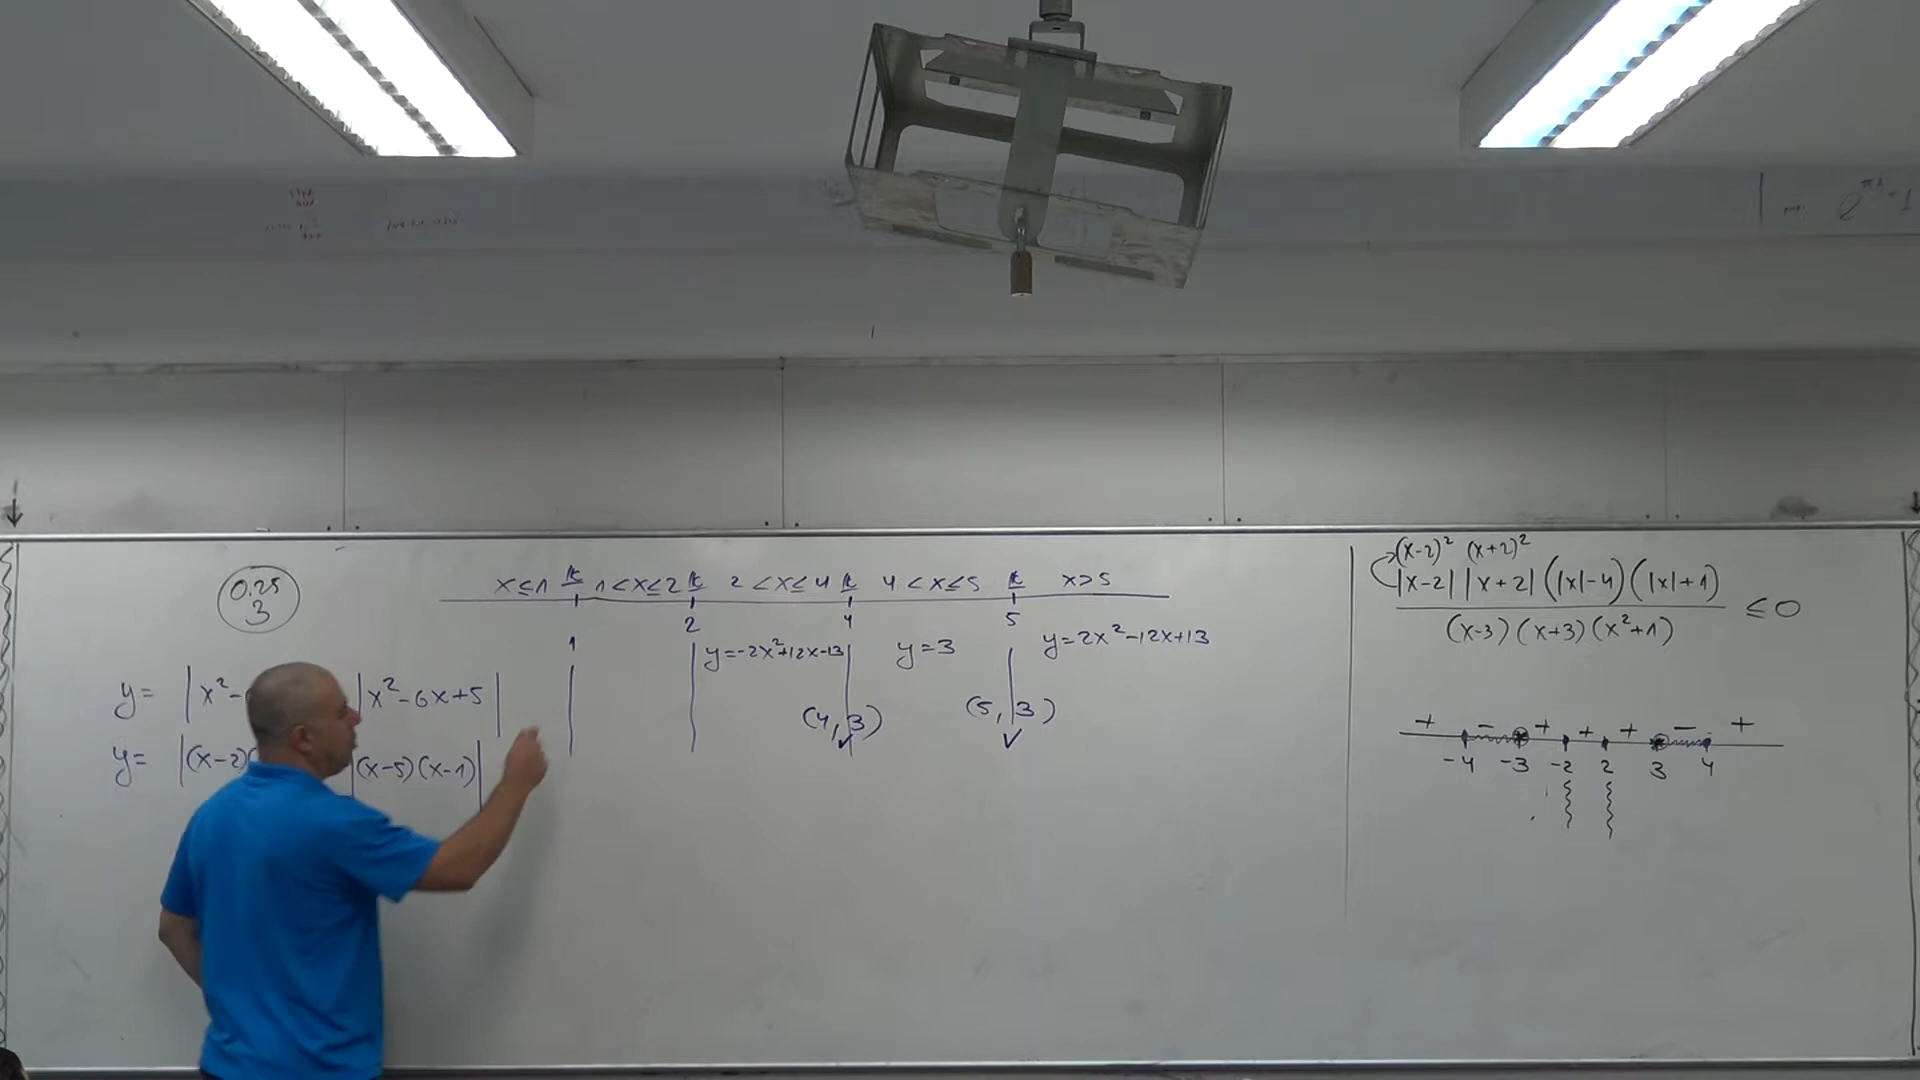 0.25
3
x≤1 1<x≤2 2<x≤4 4<x≤5 x>5
1 2 4 5
y=-2x²+12x-13 y=3 y=2x²-12x+13
(4, 3) (5, 3)
✓ ✓
y= |x²- |x²-6x+5|
y= |(x-2)( |(x-5)(x-1)|
(x-2)² (x+2)²
|x-2| |x+2| (|x|-4)(|x|+1)
≤0
(x-3)(x+3)(x²+1)
+ - + + + - +
-4 -3 -2 2 3 4